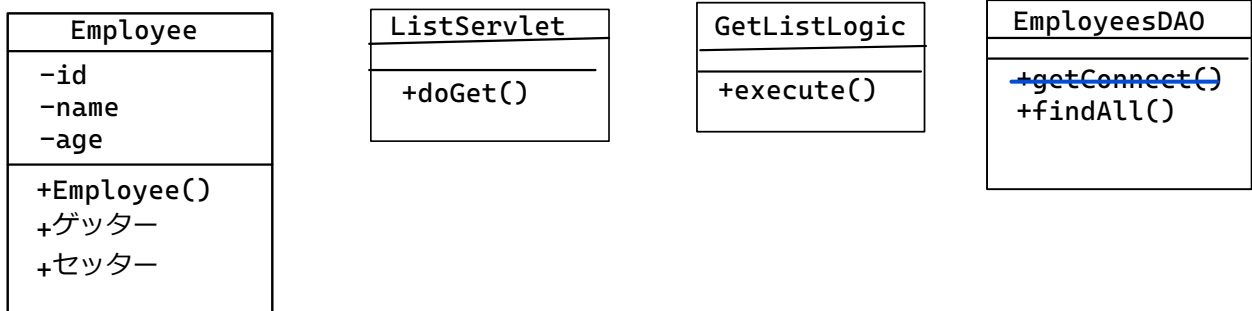 Employee
-id
-name
-age
+Employee()
+ゲッター
+セッター
ListServlet
+doGet()
GetListLogic
+execute()
EmployeesDAO
+getConnect()
+findAll()